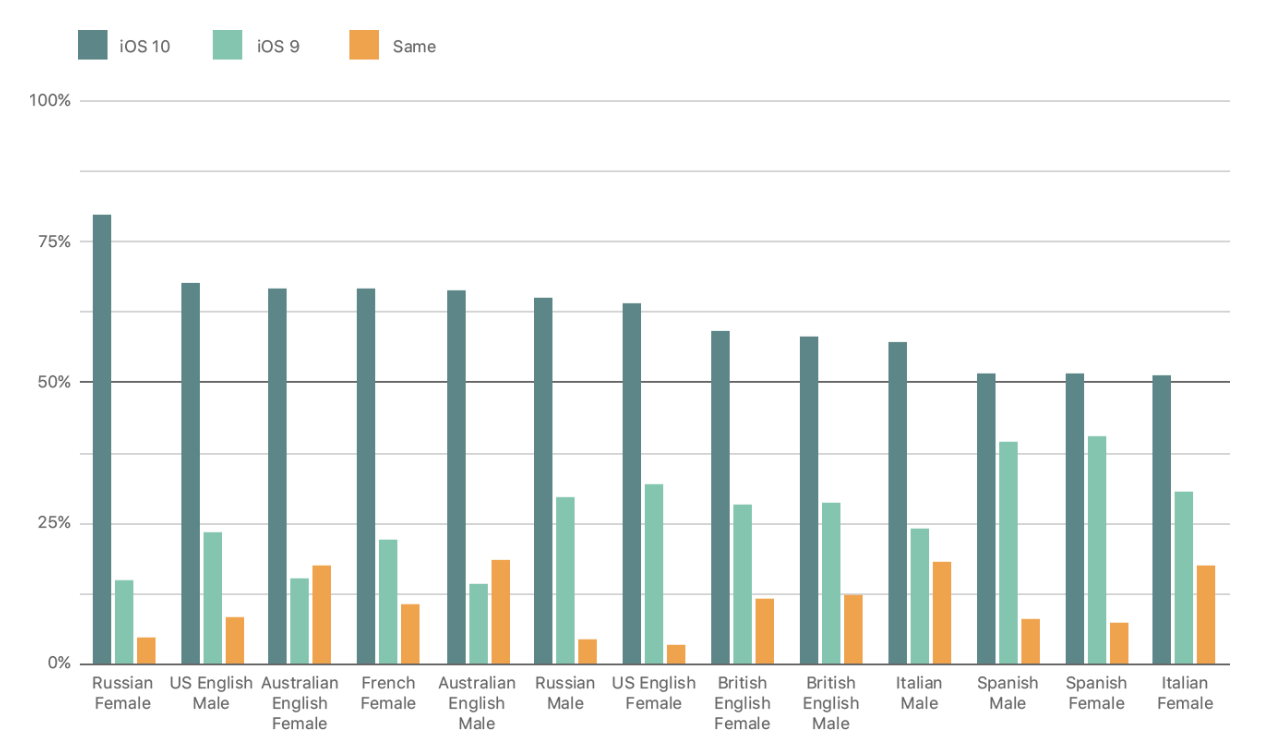 iOS 10 iOS 9 Same
100%
75%
50%
25%
0%
Russian Female
US English Male
Australian English Female
French Female
Australian English Male
Russian Male
US English Female
British English Female
British English Male
Italian Male
Spanish Male
Spanish Female
Italian Female